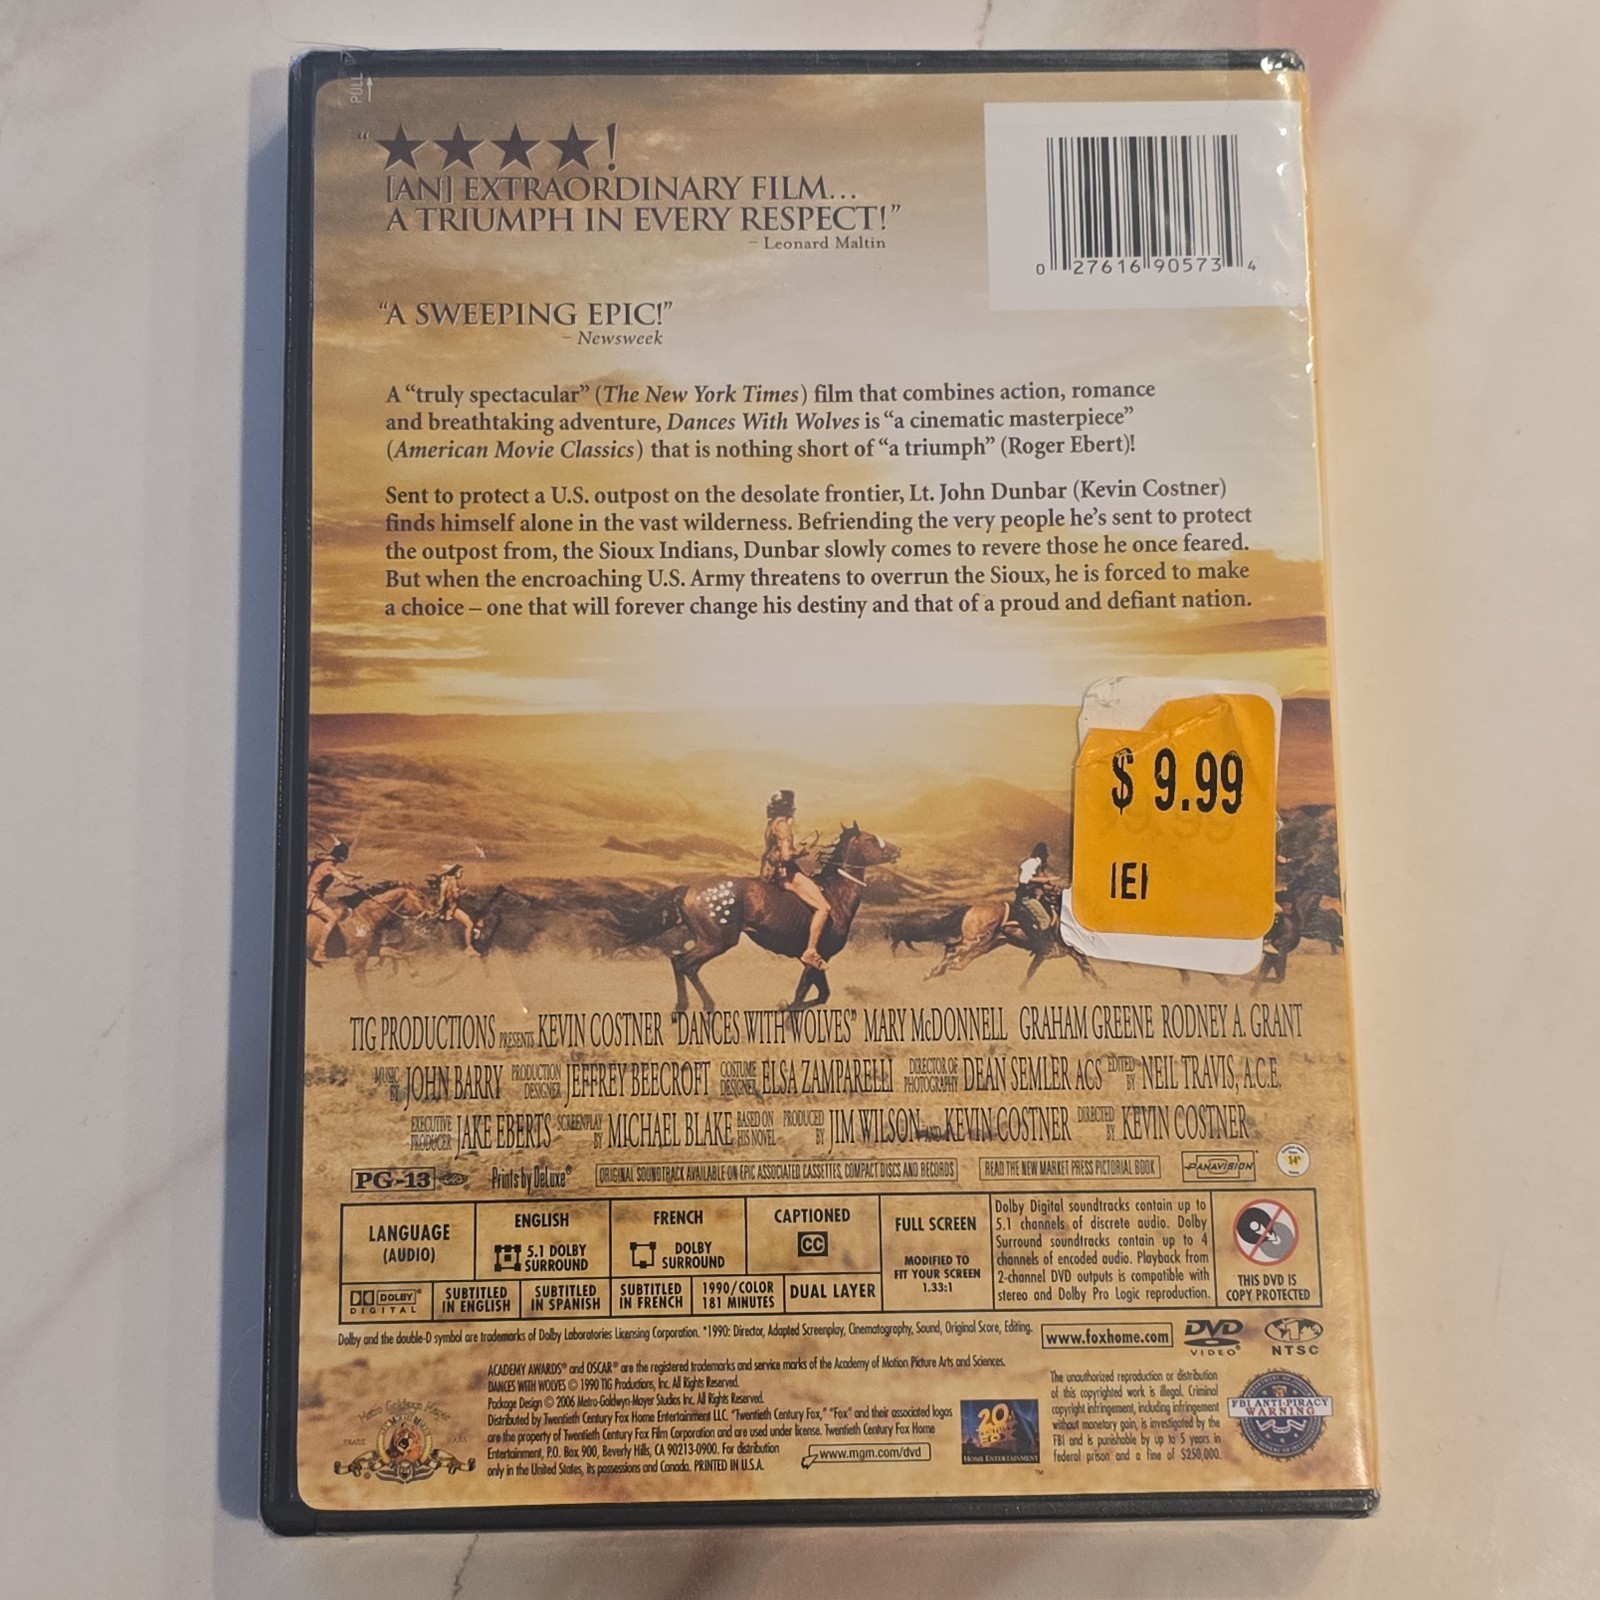 PULL
"★★★★!
[AN] EXTRAORDINARY FILM...
A TRIUMPH IN EVERY RESPECT!"
– Leonard Maltin
0 27616 90573 4
"A SWEEPING EPIC!"
– Newsweek
A "truly spectacular" (The New York Times) film that combines action, romance
and breathtaking adventure, Dances With Wolves is "a cinematic masterpiece"
(American Movie Classics) that is nothing short of "a triumph" (Roger Ebert)!
Sent to protect a U.S. outpost on the desolate frontier, Lt. John Dunbar (Kevin Costner)
finds himself alone in the vast wilderness. Befriending the very people he's sent to protect
the outpost from, the Sioux Indians, Dunbar slowly comes to revere those he once feared.
But when the encroaching U.S. Army threatens to overrun the Sioux, he is forced to make
a choice – one that will forever change his destiny and that of a proud and defiant nation.
$ 9.99
IEI
TIG PRODUCTIONS PRESENTS KEVIN COSTNER "DANCES WITH WOLVES" MARY McDONNELL GRAHAM GREENE RODNEY A. GRANT
MUSIC BY JOHN BARRY PRODUCTION DESIGNER JEFFREY BEECROFT COSTUME DESIGNER ELSA ZAMPARELLI DIRECTOR OF PHOTOGRAPHY DEAN SEMLER ACS EDITED BY NEIL TRAVIS, A.C.E.
EXECUTIVE PRODUCER JAKE EBERTS SCREENPLAY BY MICHAEL BLAKE BASED ON HIS NOVEL PRODUCED BY JIM WILSON AND KEVIN COSTNER DIRECTED BY KEVIN COSTNER
PG-13 Prints by DeLuxe® ORIGINAL SOUNDTRACK AVAILABLE ON EPIC ASSOCIATED CASSETTES, COMPACT DISCS AND RECORDS READ THE NEW MARKET PRESS PICTORIAL BOOK PANAVISION® 14+
LANGUAGE
(AUDIO)
ENGLISH
5.1 DOLBY
SURROUND
FRENCH
DOLBY
SURROUND
CAPTIONED
CC
DOLBY®
DIGITAL
SUBTITLED
IN ENGLISH
SUBTITLED
IN SPANISH
SUBTITLED
IN FRENCH
1990/COLOR
181 MINUTES
DUAL LAYER
FULL SCREEN
MODIFIED TO
FIT YOUR SCREEN
1.33:1
Dolby Digital soundtracks contain up to
5.1 channels of discrete audio. Dolby
Surround soundtracks contain up to 4
channels of encoded audio. Playback from
2-channel DVD outputs is compatible with
stereo and Dolby Pro Logic reproduction.
THIS DVD IS
COPY PROTECTED
Dolby and the double-D symbol are trademarks of Dolby Laboratories Licensing Corporation. *1990: Director, Adapted Screenplay, Cinematography, Sound, Original Score, Editing.
www.foxhome.com
DVD
VIDEO®
NTSC
ACADEMY AWARDS® and OSCAR® are the registered trademarks and service marks of the Academy of Motion Picture Arts and Sciences.
DANCES WITH WOLVES © 1990 TIG Productions, Inc. All Rights Reserved.
Package Design © 2006 Metro-Goldwyn-Mayer Studios Inc. All Rights Reserved.
Distributed by Twentieth Century Fox Home Entertainment LLC. "Twentieth Century Fox," "Fox" and their associated logos
are the property of Twentieth Century Fox Film Corporation and are used under license. Twentieth Century Fox Home
Entertainment, P.O. Box 900, Beverly Hills, CA 90213-0900. For distribution
only in the United States, its possessions and Canada. PRINTED IN U.S.A.
www.mgm.com/dvd
Metro Goldwyn Mayer
TRADE MARK
20th CENTURY FOX
HOME ENTERTAINMENT
TM
The unauthorized reproduction or distribution
of this copyrighted work is illegal. Criminal
copyright infringement, including infringement
without monetary gain, is investigated by the
FBI and is punishable by up to 5 years in
federal prison and a fine of $250,000.
FBI ANTI-PIRACY
WARNING